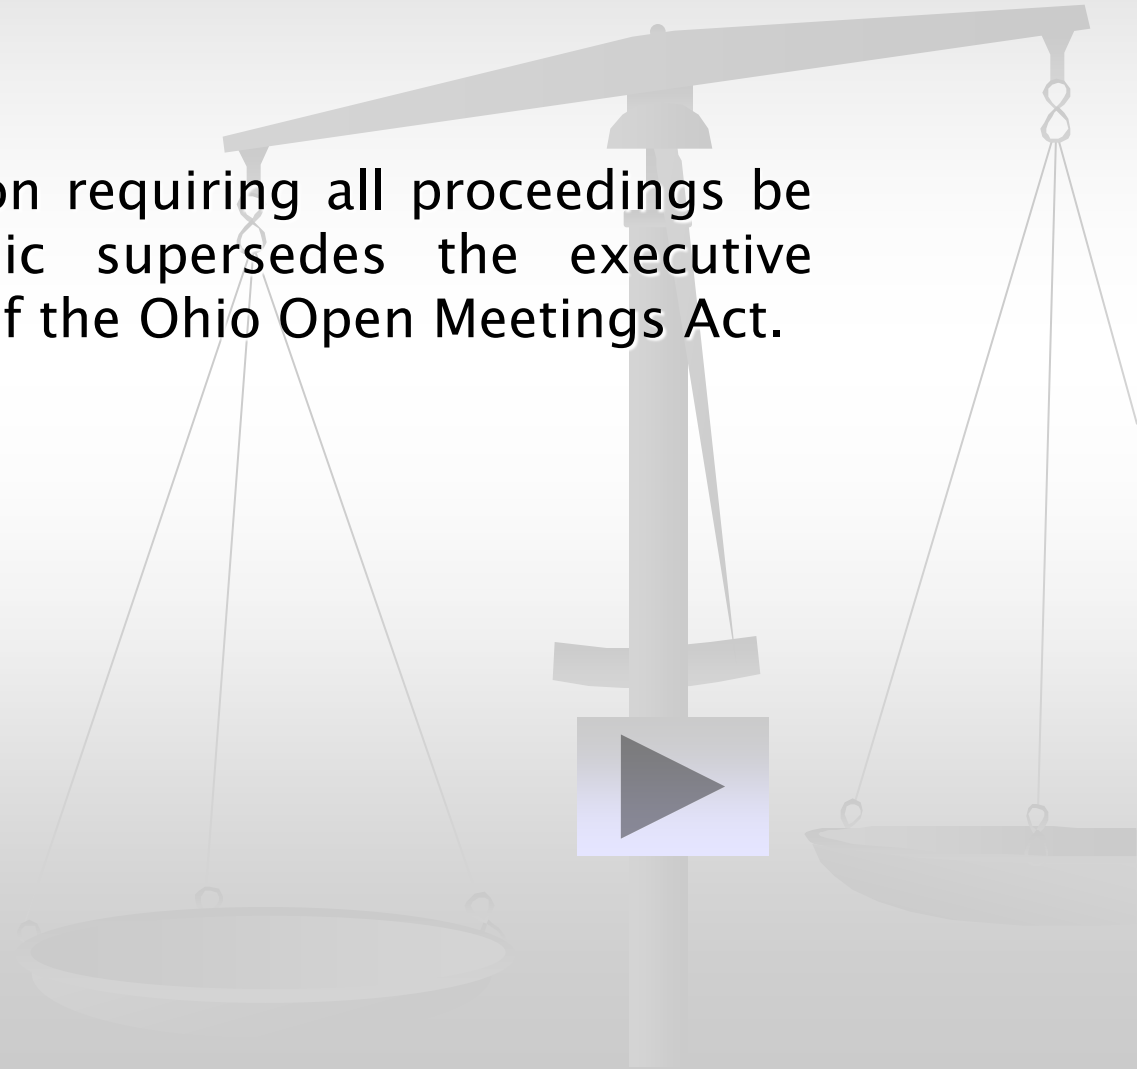 on requiring all proceedings be
ic supersedes the executive
f the Ohio Open Meetings Act.